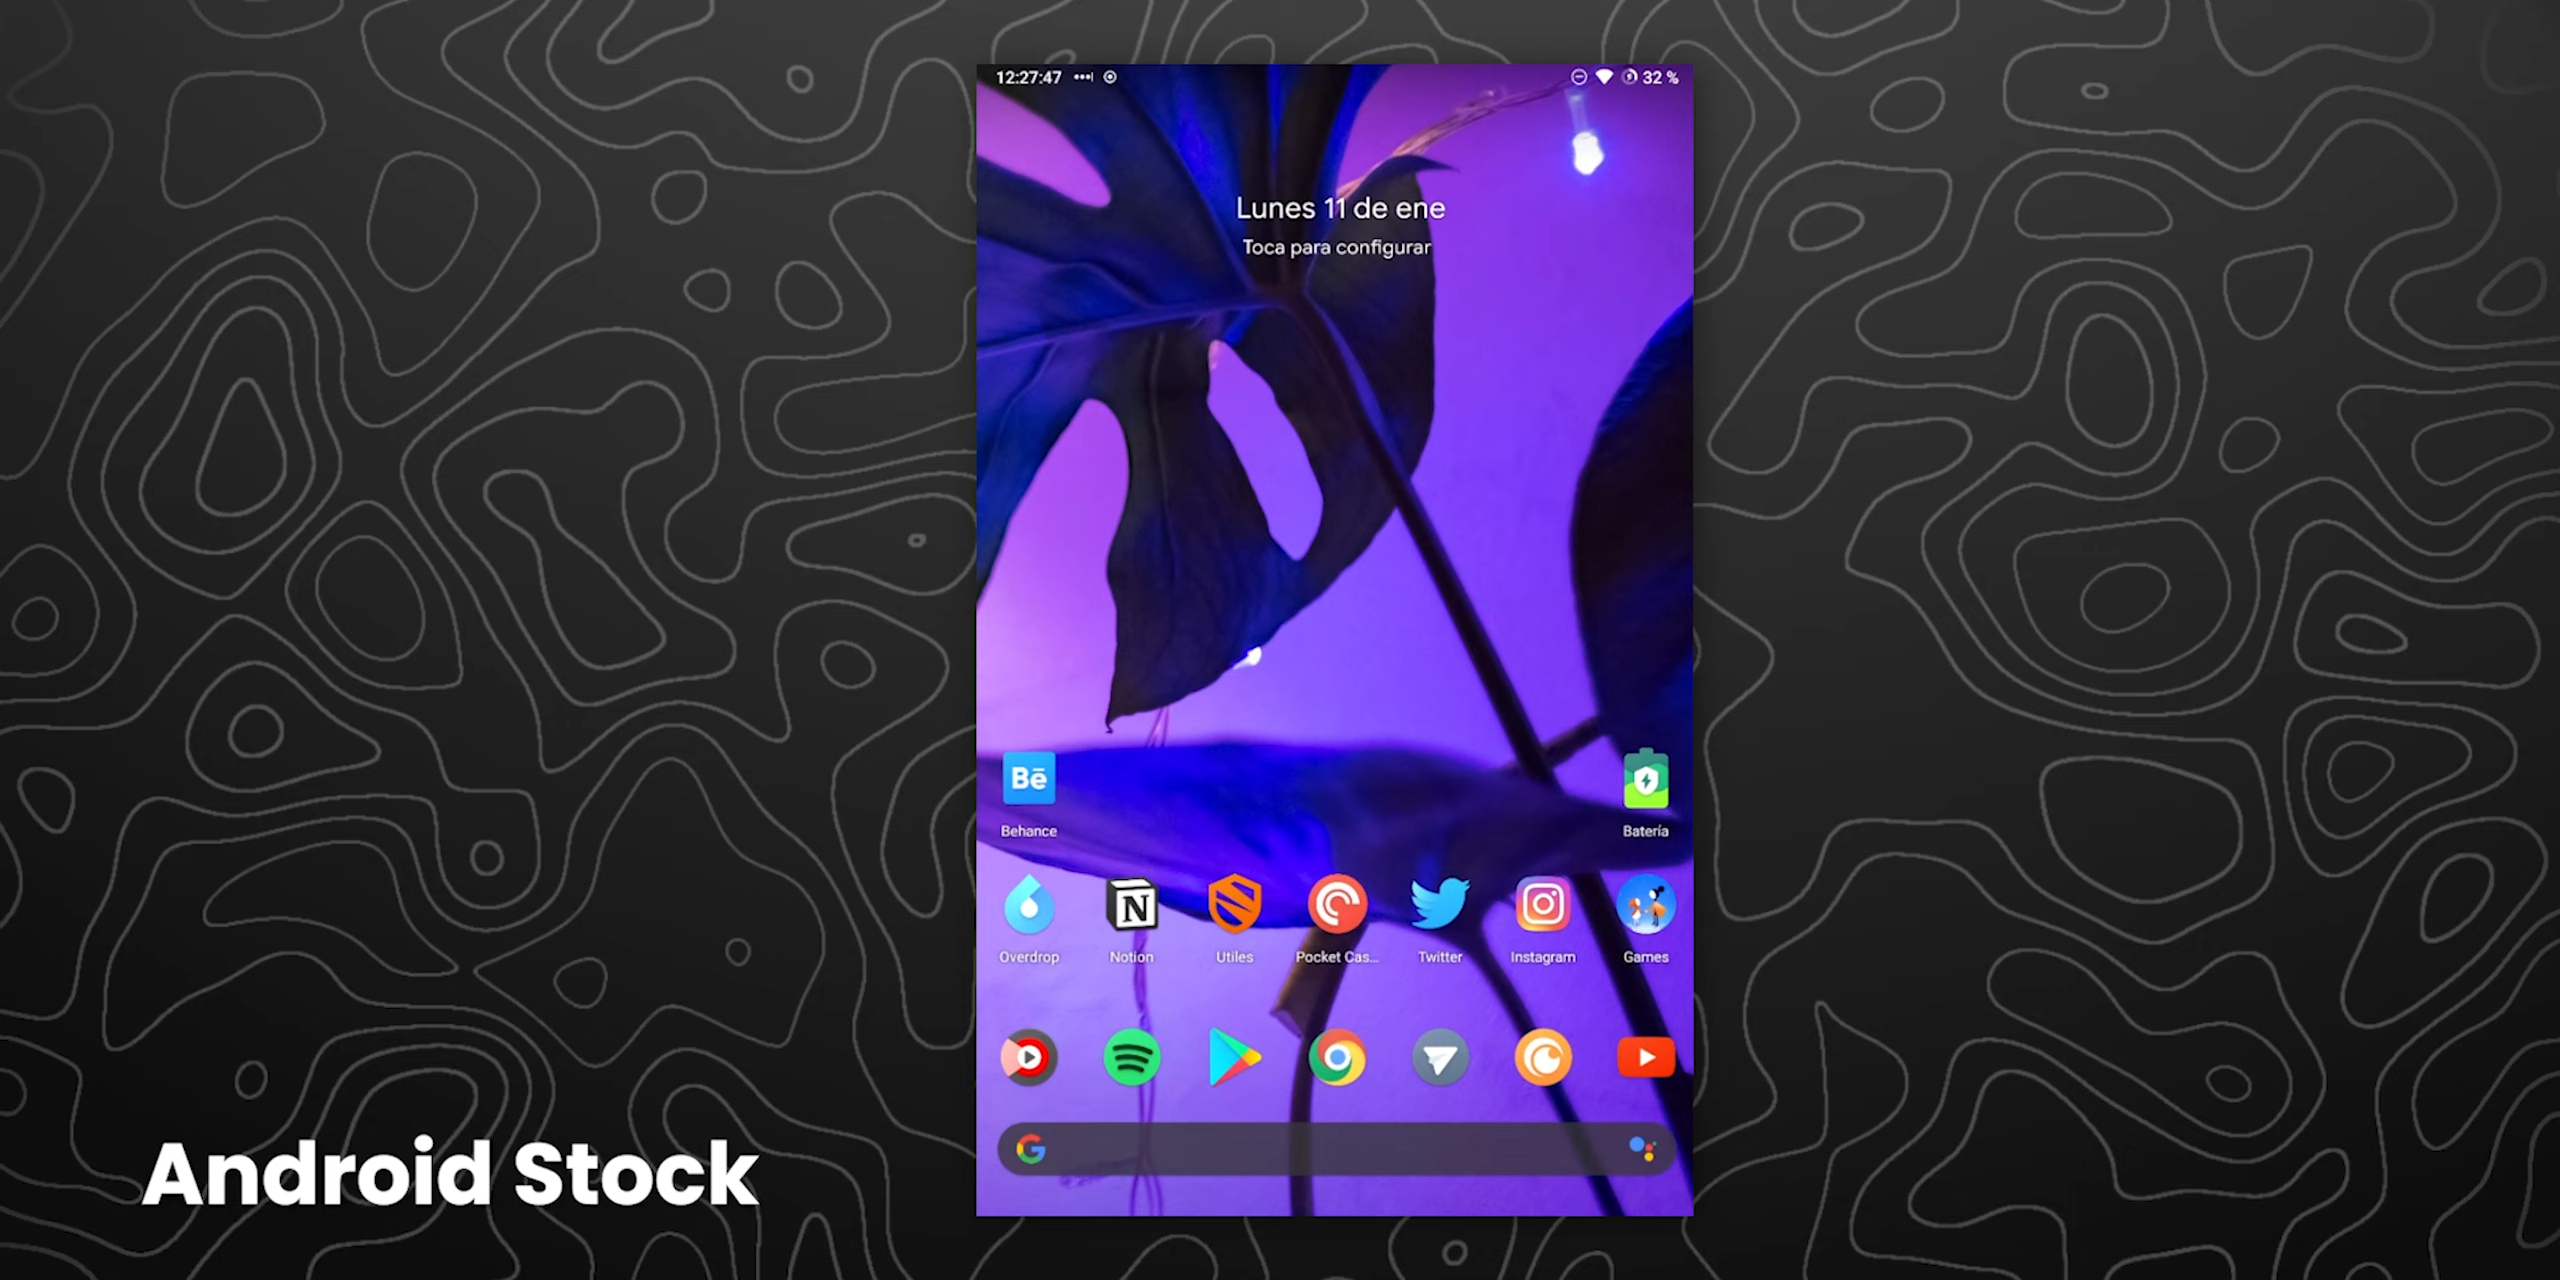 12:27:47
32 %
Lunes 11 de ene
Toca para configurar
Bē
Behance
Batería
N
Overdrop
Notion
Utiles
Pocket Cas...
Twitter
Instagram
Games
G
Android Stock